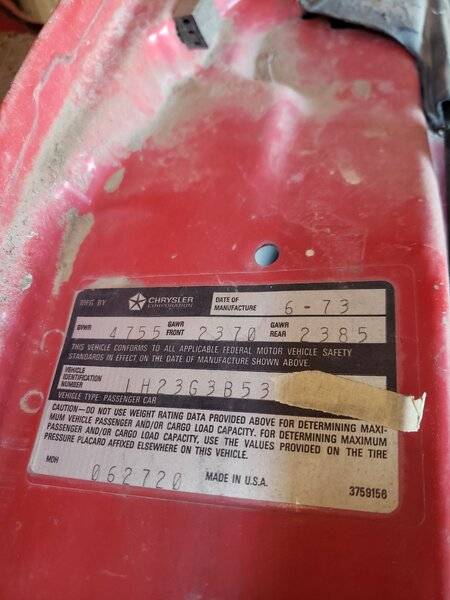 MFG BY CHRYSLER CORPORATION DATE OF MANUFACTURE 6-73
GVWR 4755 GAWR FRONT 2370 GAWR REAR 2385
THIS VEHICLE CONFORMS TO ALL APPLICABLE FEDERAL MOTOR VEHICLE SAFETY
STANDARDS IN EFFECT ON THE DATE OF MANUFACTURE SHOWN ABOVE.
VEHICLE IDENTIFICATION NUMBER LH23G3B53
VEHICLE TYPE: PASSENGER CAR
CAUTION—DO NOT USE WEIGHT RATING DATA PROVIDED ABOVE FOR DETERMINING MAXI-
MUM VEHICLE PASSENGER AND/OR CARGO LOAD CAPACITY. FOR DETERMINING MAXIMUM
PASSENGER AND/OR CARGO LOAD CAPACITY, USE THE VALUES PROVIDED ON THE TIRE
PRESSURE PLACARD AFFIXED ELSEWHERE ON THIS VEHICLE.
MDH 062720 MADE IN U.S.A. 3759156